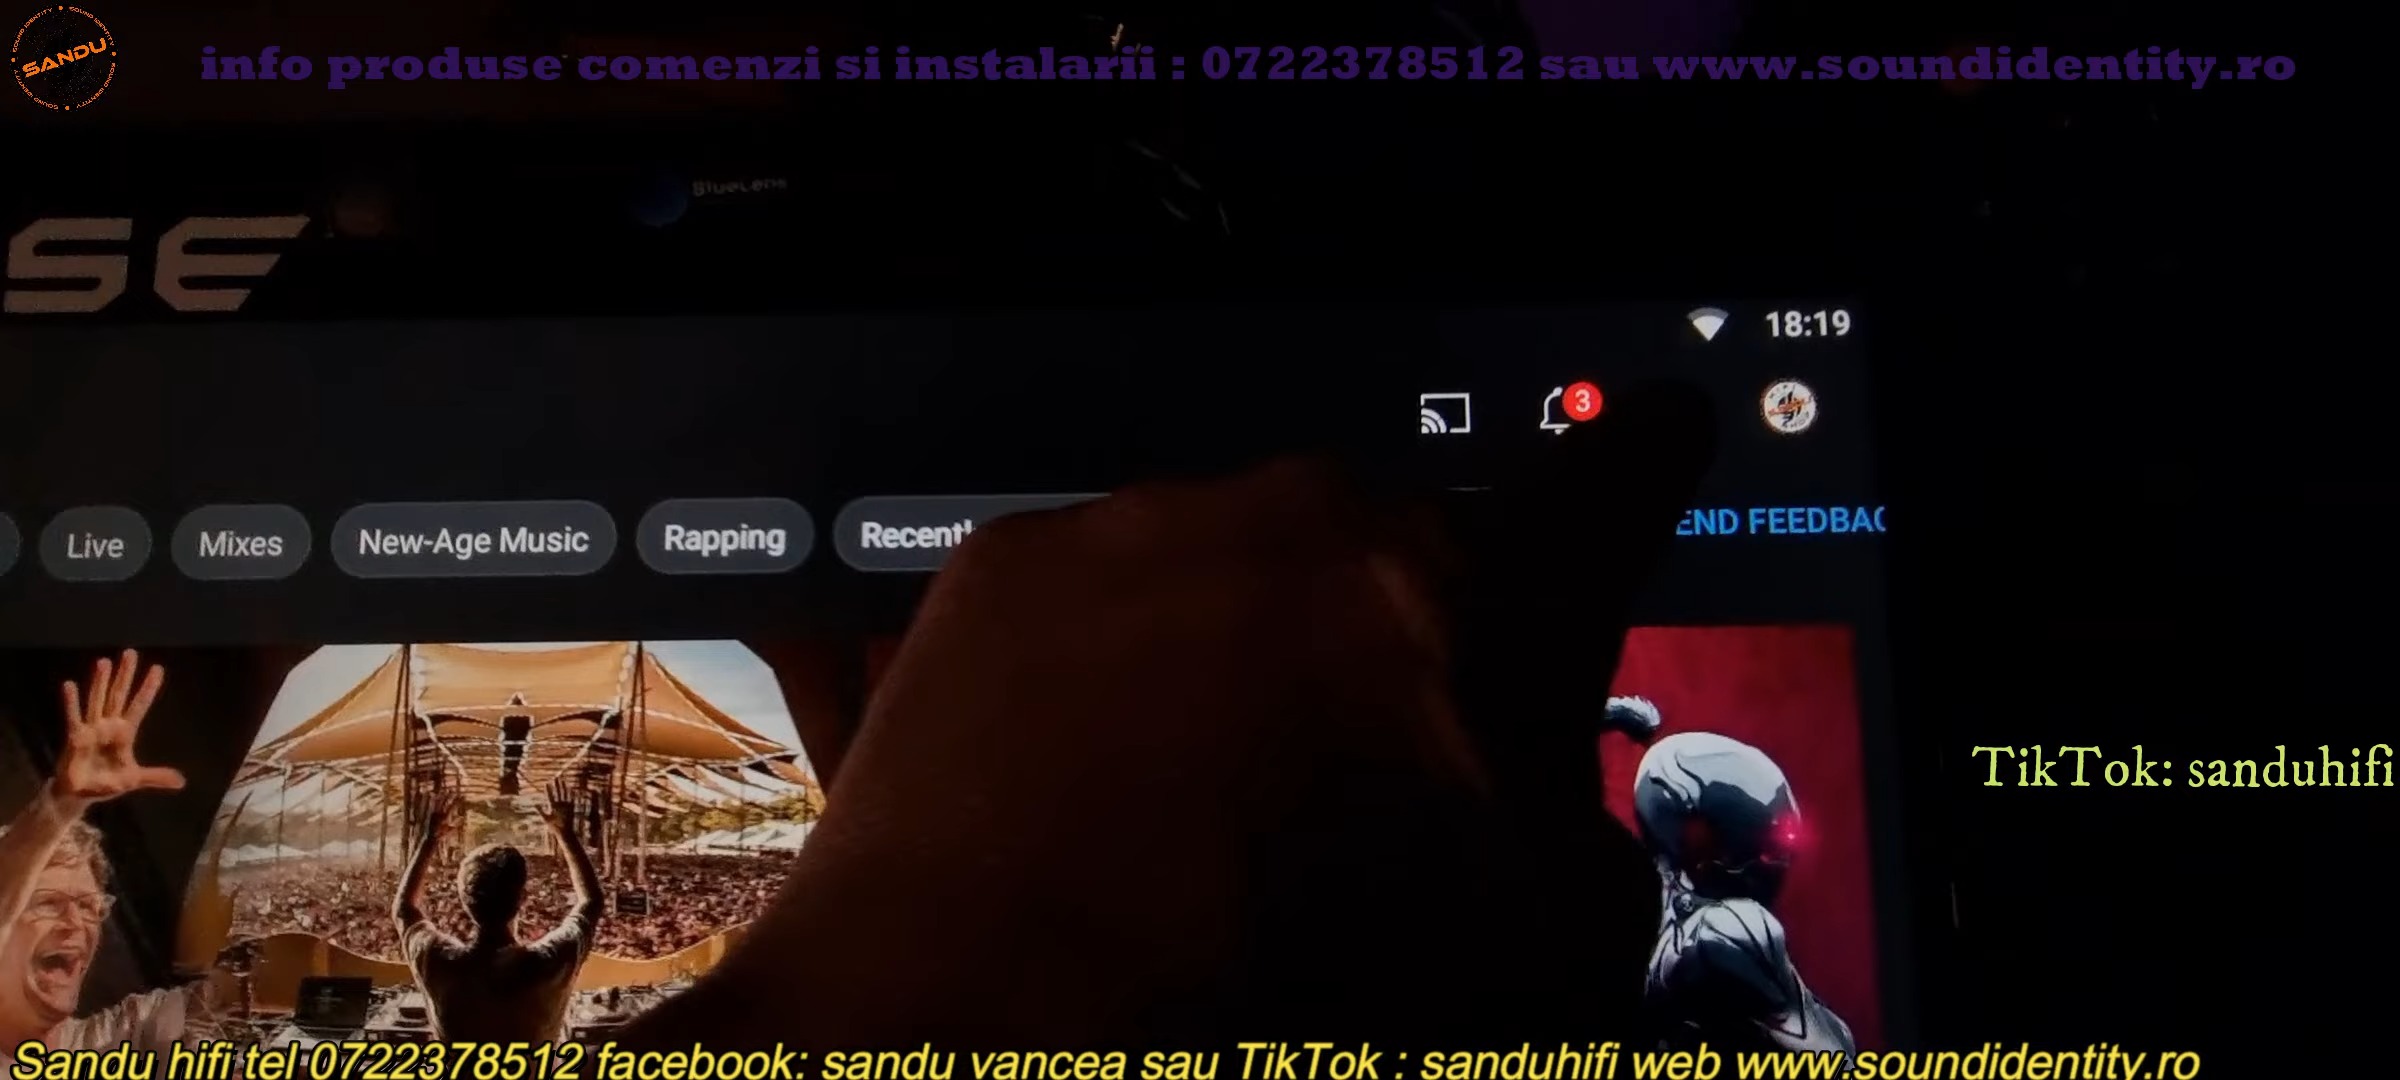 SANDU
info produse comenzi si instalarii : 0722378512 sau www.soundidentity.ro
BlueLens
SE
18:19
3
END FEEDBAC
Live
Mixes
New-Age Music
Rapping
Recentl
TikTok: sanduhifi
Sandu hifi tel 0722378512 facebook: sandu vancea sau TikTok : sanduhifi web www.soundidentity.ro